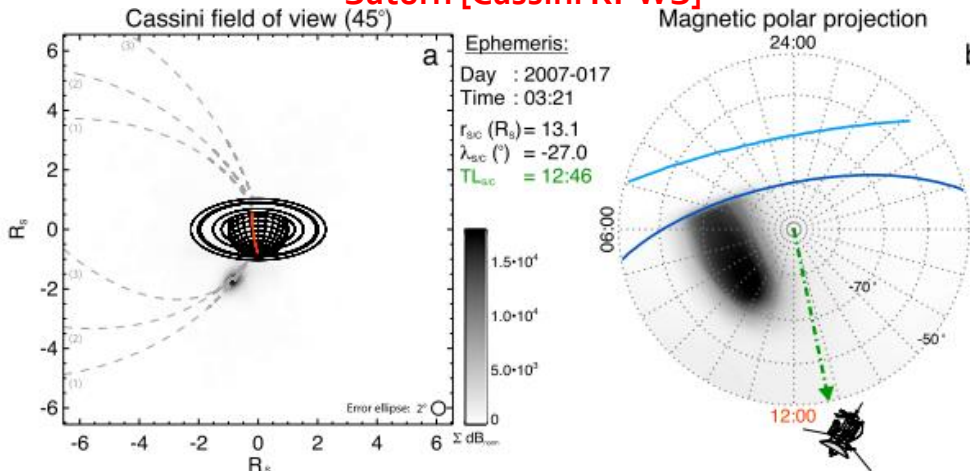 Saturn [Cassini RPWS]
Cassini field of view (45°)
a
6
4
2
0
-2
-4
-6
R_s
-6 -4 -2 0 2 4 6
R_s
(3)
(2)
(1)
(3)
(2)
(1)
Error ellipse: 2°
Ephemeris:
Day : 2007-017
Time : 03:21
r_s/c (R_s) = 13.1
λ_s/c (°) = -27.0
TL_s/c = 12:46
1.5•10⁴
1.0•10⁴
5.0•10³
0
Σ dB
Magnetic polar projection
24:00
b
06:00
-70°
-50°
12:00